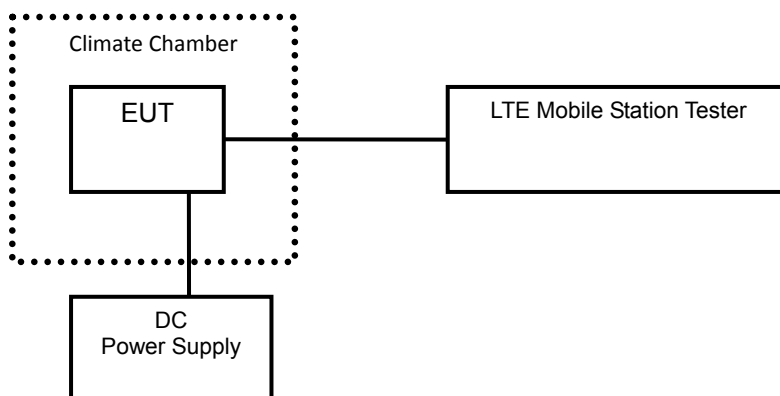 Climate Chamber
EUT
LTE Mobile Station Tester
DC
Power Supply